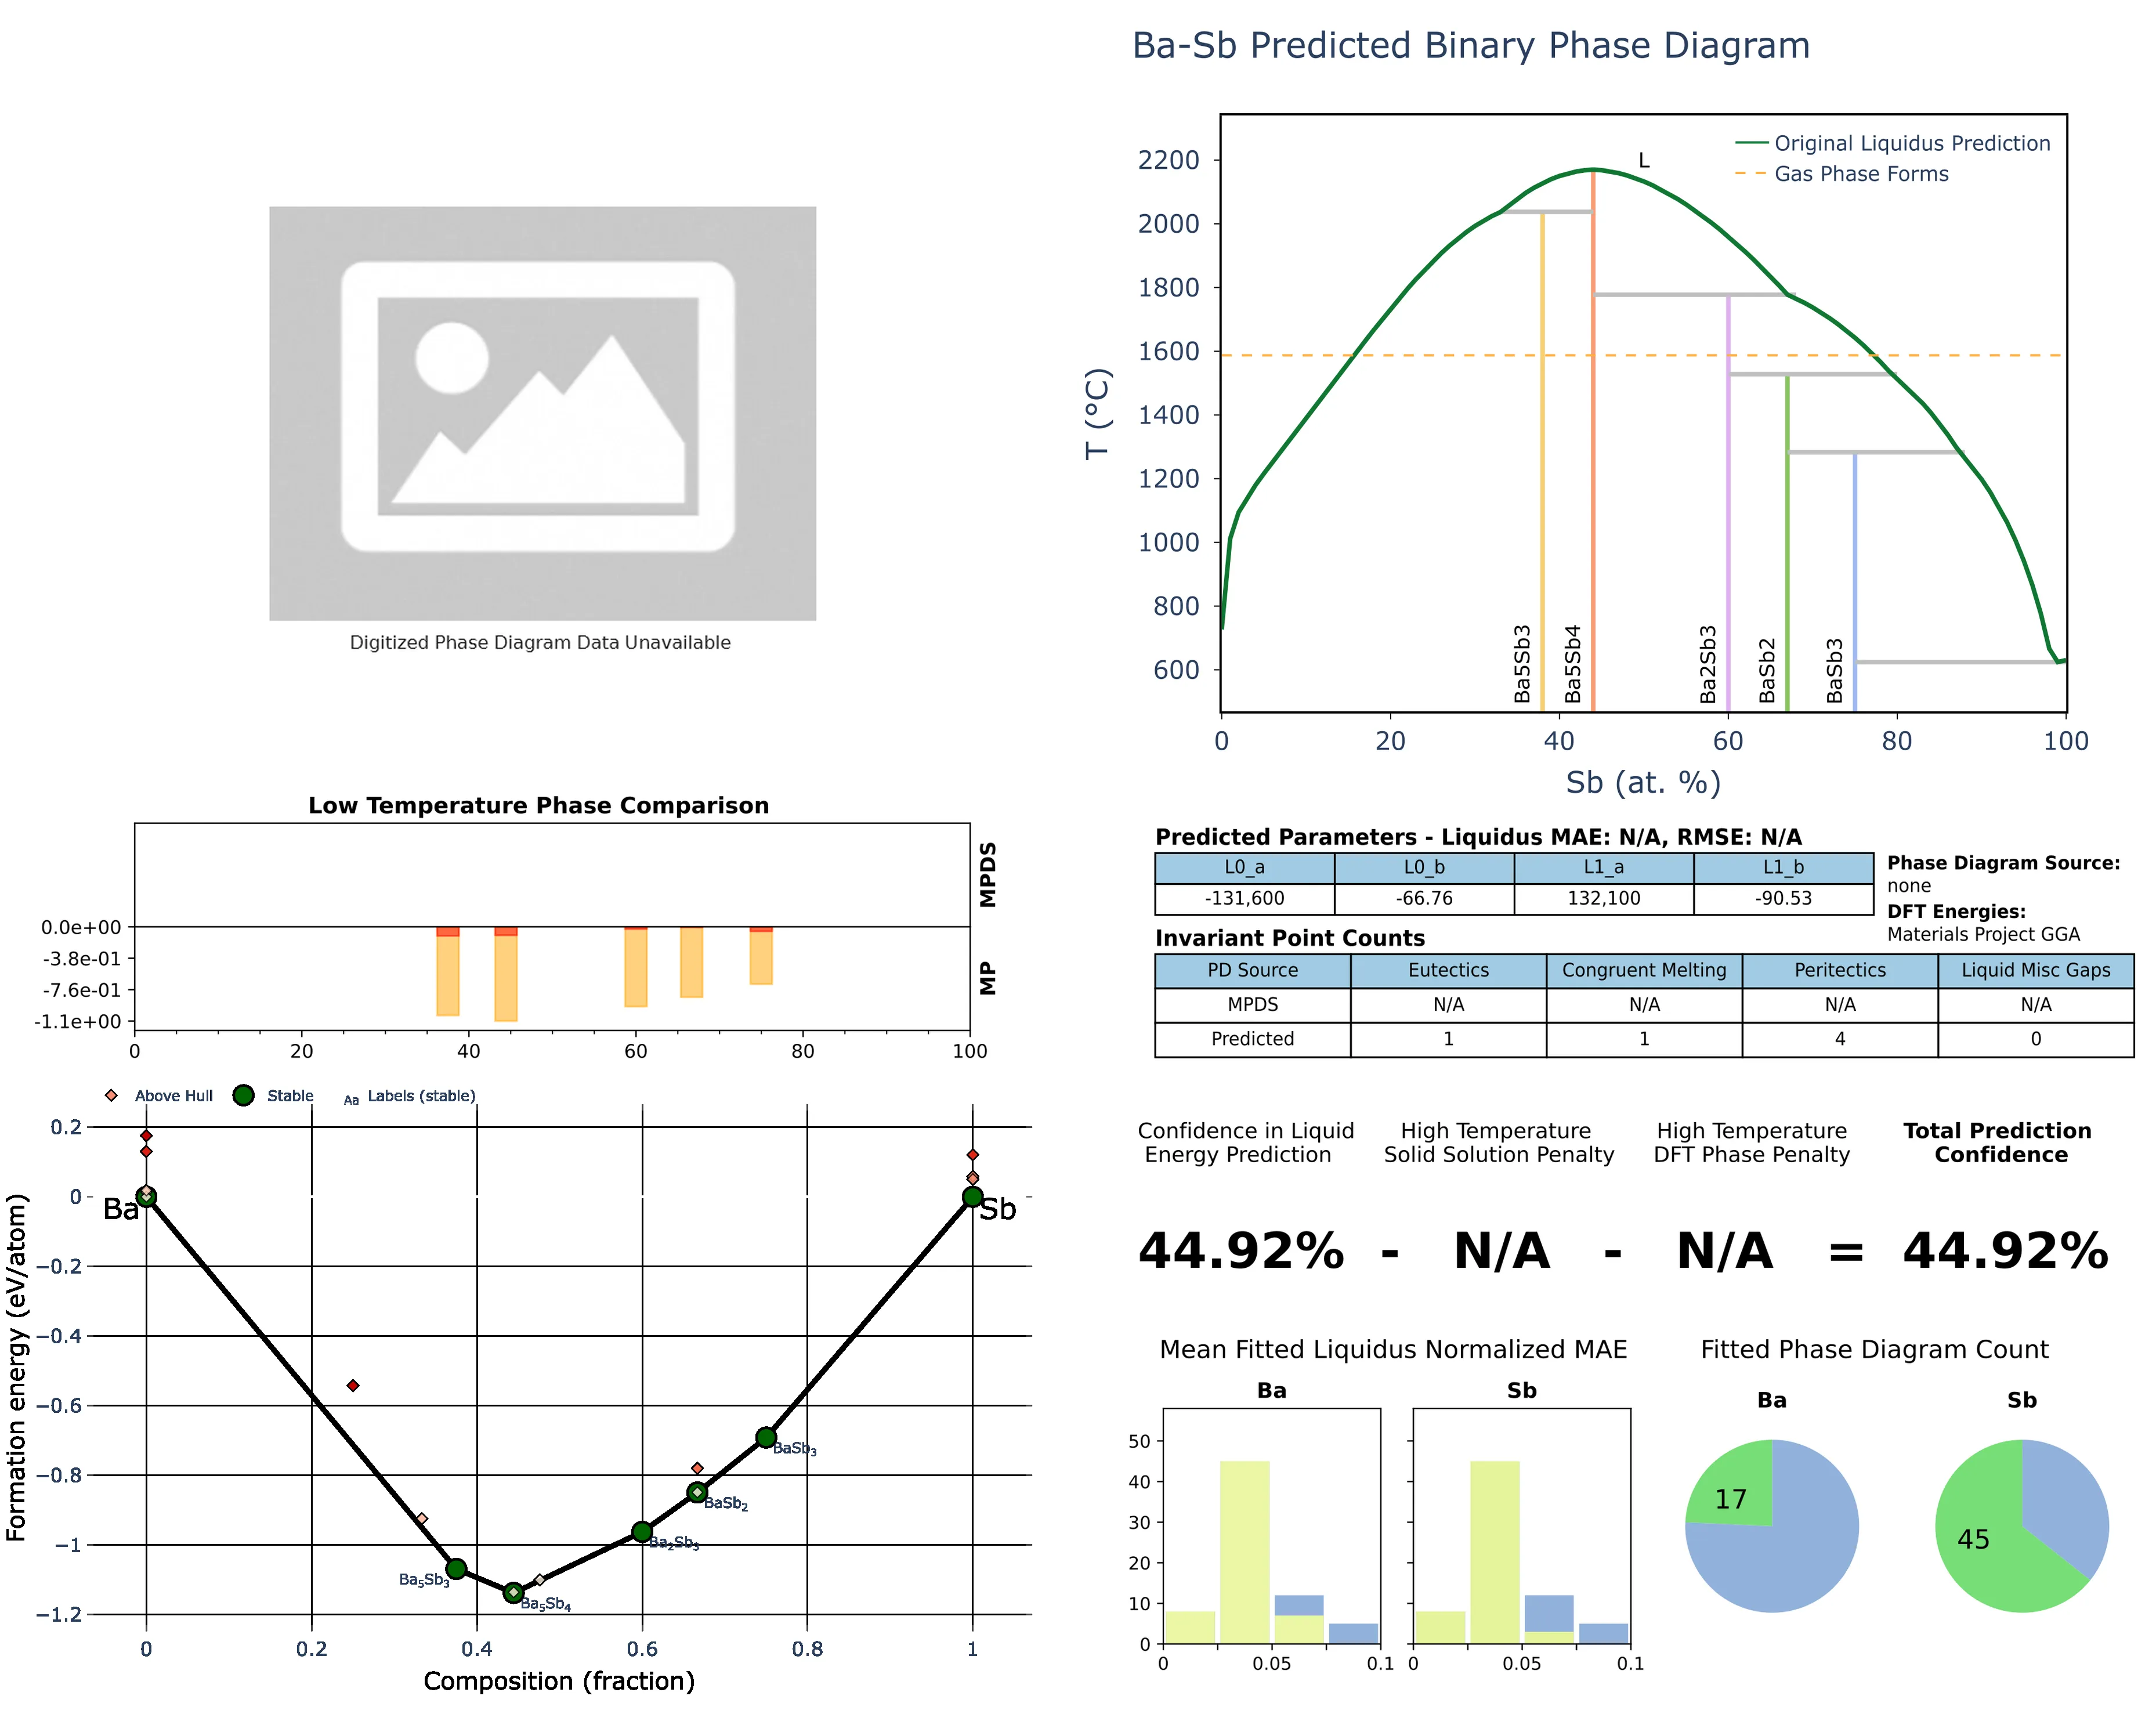 Ba-Sb Predicted Binary Phase Diagram
Digitized Phase Diagram Data Unavailable
Original Liquidus Prediction
Gas Phase Forms
L
T (°C)
2200
2000
1800
1600
1400
1200
1000
800
600
Ba5Sb3
Ba5Sb4
Ba2Sb3
BaSb2
BaSb3
0 20 40 60 80 100
Sb (at. %)
Low Temperature Phase Comparison
MPDS
MP
0.0e+00
-3.8e-01
-7.6e-01
-1.1e+00
0 20 40 60 80 100
Predicted Parameters - Liquidus MAE: N/A, RMSE: N/A
L0_a L0_b L1_a L1_b
-131,600 -66.76 132,100 -90.53
Phase Diagram Source:
none
DFT Energies:
Materials Project GGA
Invariant Point Counts
PD Source Eutectics Congruent Melting Peritectics Liquid Misc Gaps
MPDS N/A N/A N/A N/A
Predicted 1 1 4 0
Above Hull Stable Aa Labels (stable)
Formation energy (eV/atom)
0.2
0
−0.2
−0.4
−0.6
−0.8
−1
−1.2
Ba
Sb
BaSb₃
BaSb₂
Ba₂Sb₃
Ba₅Sb₃
Ba₅Sb₄
0 0.2 0.4 0.6 0.8 1
Composition (fraction)
Confidence in Liquid
Energy Prediction
High Temperature
Solid Solution Penalty
High Temperature
DFT Phase Penalty
Total Prediction
Confidence
44.92% - N/A - N/A = 44.92%
Mean Fitted Liquidus Normalized MAE
Ba Sb
50
40
30
20
10
0
0 0.05 0.1 0 0.05 0.1
Fitted Phase Diagram Count
Ba Sb
17 45